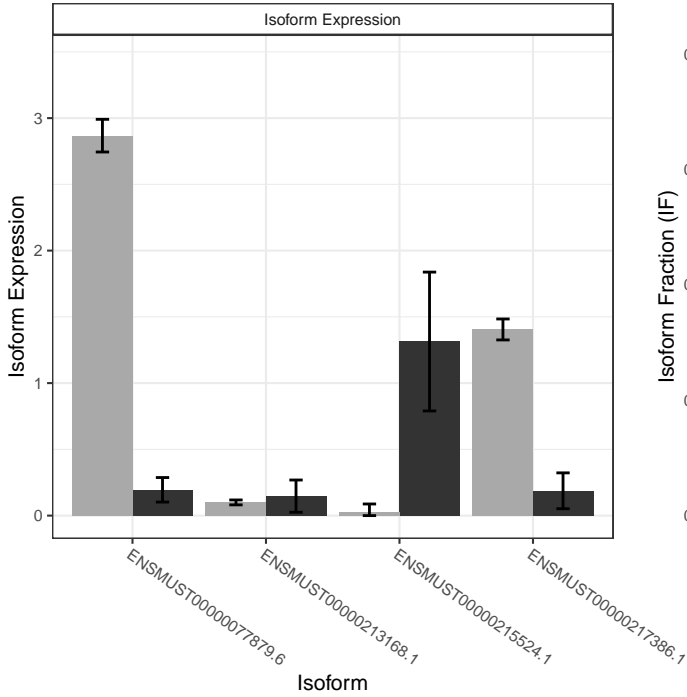 Isoform Expression
Isoform Expression
3
2
1
0
ENSMUST00000077879.6
ENSMUST00000213168.1
ENSMUST00000215524.1
ENSMUST00000217386.1
Isoform
Isoform Fraction (IF)